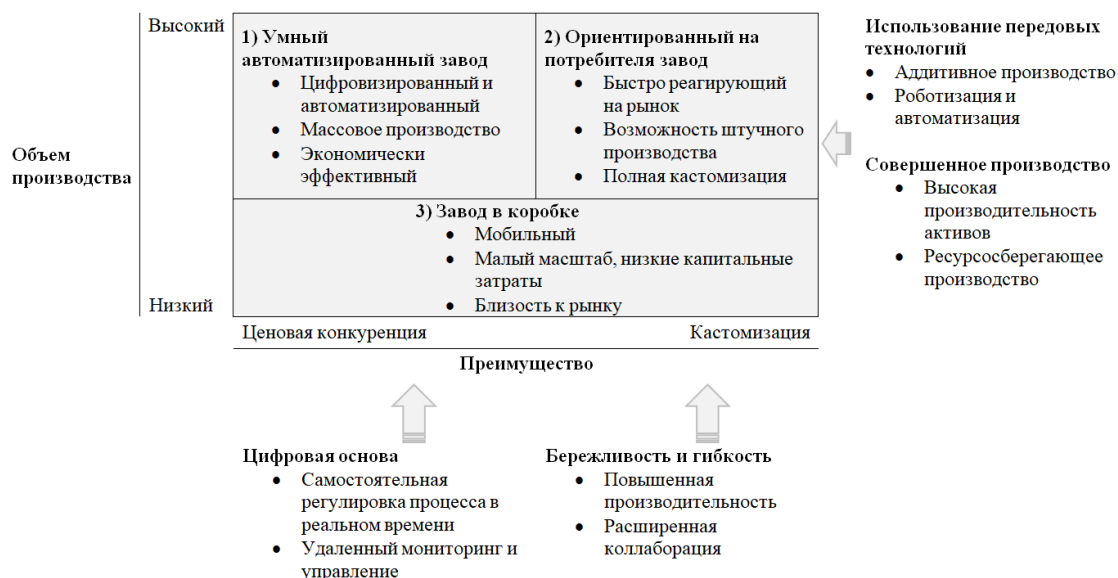 Высокий
1) Умный
автоматизированный завод
• Цифровизированный и
автоматизированный
• Массовое производство
• Экономически
эффективный
2) Ориентированный на
потребителя завод
• Быстро реагирующий
на рынок
• Возможность штучного
производства
• Полная кастомизация
Использование передовых
технологий
• Аддитивное производство
• Роботизация и
автоматизация
Объем
производства
Совершенное производство
• Высокая
производительность
активов
• Ресурсосберегающее
производство
3) Завод в коробке
• Мобильный
• Малый масштаб, низкие капитальные
затраты
• Близость к рынку
Низкий
Ценовая конкуренция
Кастомизация
Преимущество
Цифровая основа
• Самостоятельная
регулировка процесса в
реальном времени
• Удаленный мониторинг и
управление
Бережливость и гибкость
• Повышенная
производительность
• Расширенная
коллаборация